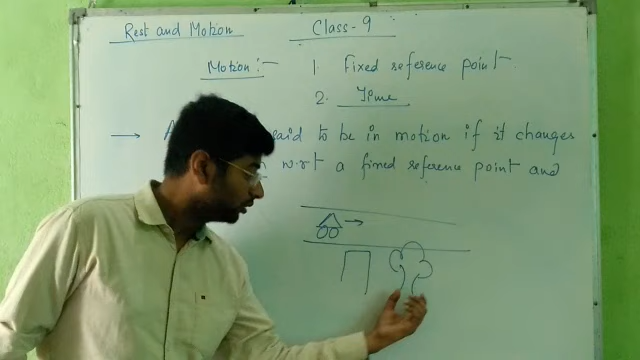 Rest and Motion Class-9
Motion:- 1. Fixed reference point-
2. Time
→ A said to be in motion if it changes
w.r.t a fixed reference point and